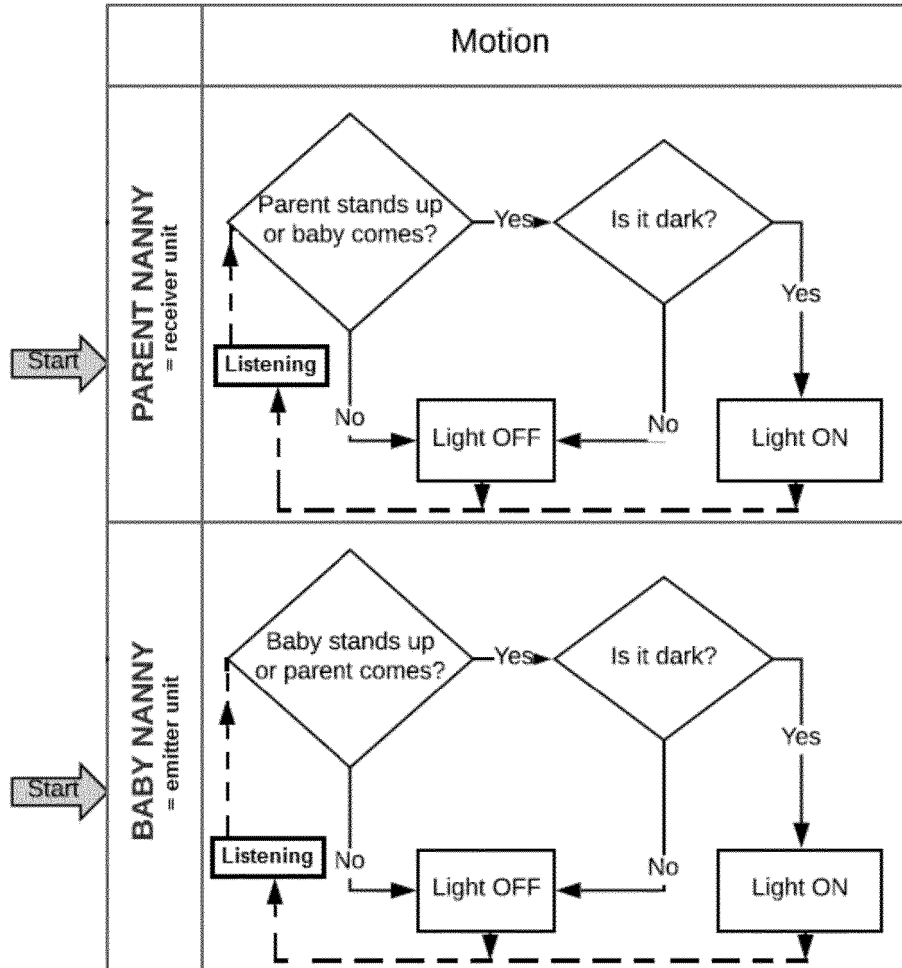 Motion
PARENT NANNY
= receiver unit
Start
Parent stands up
or baby comes?
Yes
Is it dark?
Yes
Listening
No
Light OFF
No
Light ON
BABY NANNY
= emitter unit
Start
Baby stands up
or parent comes?
Yes
Is it dark?
Yes
Listening
No
Light OFF
No
Light ON